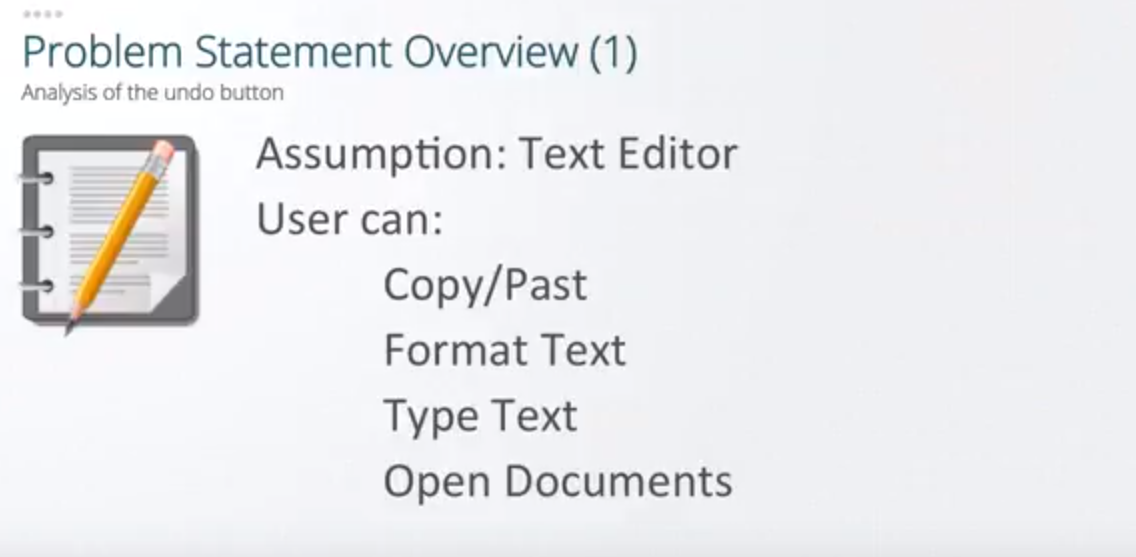 Problem Statement Overview (1)
Analysis of the undo button
Assumption: Text Editor
User can:
Copy/Past
Format Text
Type Text
Open Documents